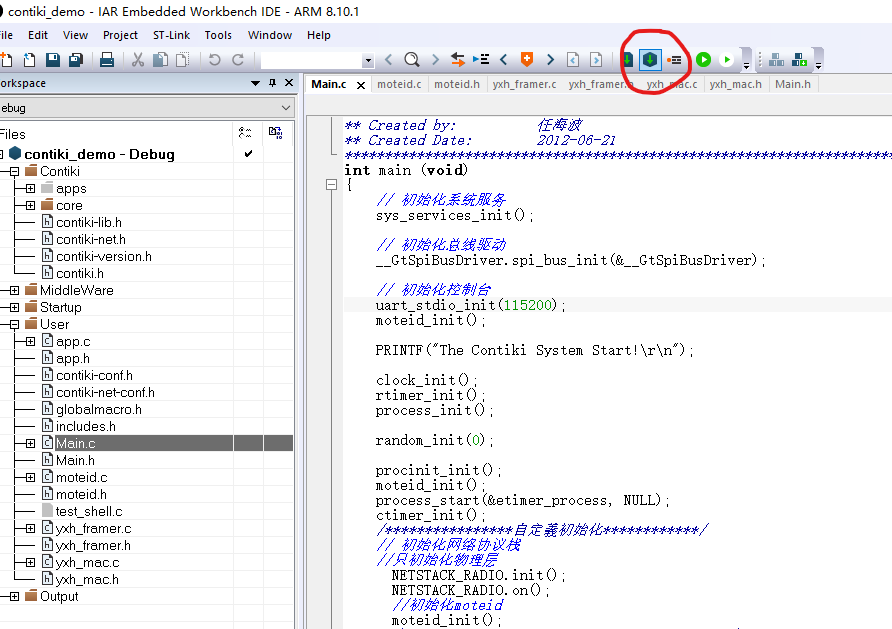 contiki_demo - IAR Embedded Workbench IDE - ARM 8.10.1
ile Edit View Project ST-Link Tools Window Help
orkspace
ebug
Files
contiki_demo - Debug
Contiki
apps
core
contiki-lib.h
contiki-net.h
contiki-version.h
contiki.h
MiddleWare
Startup
User
app.c
app.h
contiki-conf.h
contiki-net-conf.h
globalmacro.h
includes.h
Main.c
Main.h
moteid.c
moteid.h
test_shell.c
yxh_framer.c
yxh_framer.h
yxh_mac.c
yxh_mac.h
Output
Main.c moteid.c moteid.h yxh_framer.c yxh_framer.h yxh_mac.c yxh_mac.h Main.h
** Created by: 任海波
** Created Date: 2012-06-21
int main (void)
{
// 初始化系统服务
sys_services_init();
// 初始化总线驱动
__GtSpiBusDriver.spi_bus_init(&__GtSpiBusDriver);
// 初始化控制台
uart_stdio_init(115200);
moteid_init();
PRINTF("The Contiki System Start!\r\n");
clock_init();
rtimer_init();
process_init();
random_init(0);
procinit_init();
moteid_init();
process_start(&etimer_process, NULL);
ctimer_init();
/****************自定義初始化************/
// 初始化网络协议栈
//只初始化物理层
NETSTACK_RADIO.init();
NETSTACK_RADIO.on();
//初始化moteid
moteid_init();